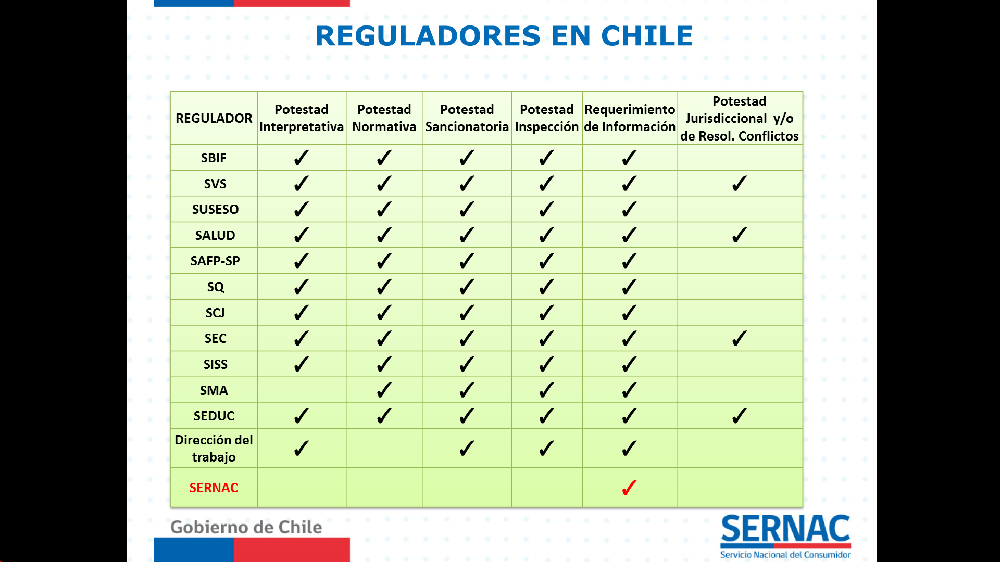 REGULADORES EN CHILE
REGULADOR Potestad Interpretativa Potestad Normativa Potestad Sancionatoria Potestad Inspección Requerimiento de Información Potestad Jurisdiccional y/o de Resol. Conflictos
SBIF ✓ ✓ ✓ ✓ ✓
SVS ✓ ✓ ✓ ✓ ✓ ✓
SUSESO ✓ ✓ ✓ ✓ ✓
SALUD ✓ ✓ ✓ ✓ ✓ ✓
SAFP-SP ✓ ✓ ✓ ✓ ✓
SQ ✓ ✓ ✓ ✓ ✓
SCJ ✓ ✓ ✓ ✓ ✓
SEC ✓ ✓ ✓ ✓ ✓ ✓
SISS ✓ ✓ ✓ ✓ ✓
SMA ✓ ✓ ✓ ✓
SEDUC ✓ ✓ ✓ ✓ ✓ ✓
Dirección del trabajo ✓ ✓ ✓ ✓
SERNAC ✓
Gobierno de Chile
SERNAC
Servicio Nacional del Consumidor